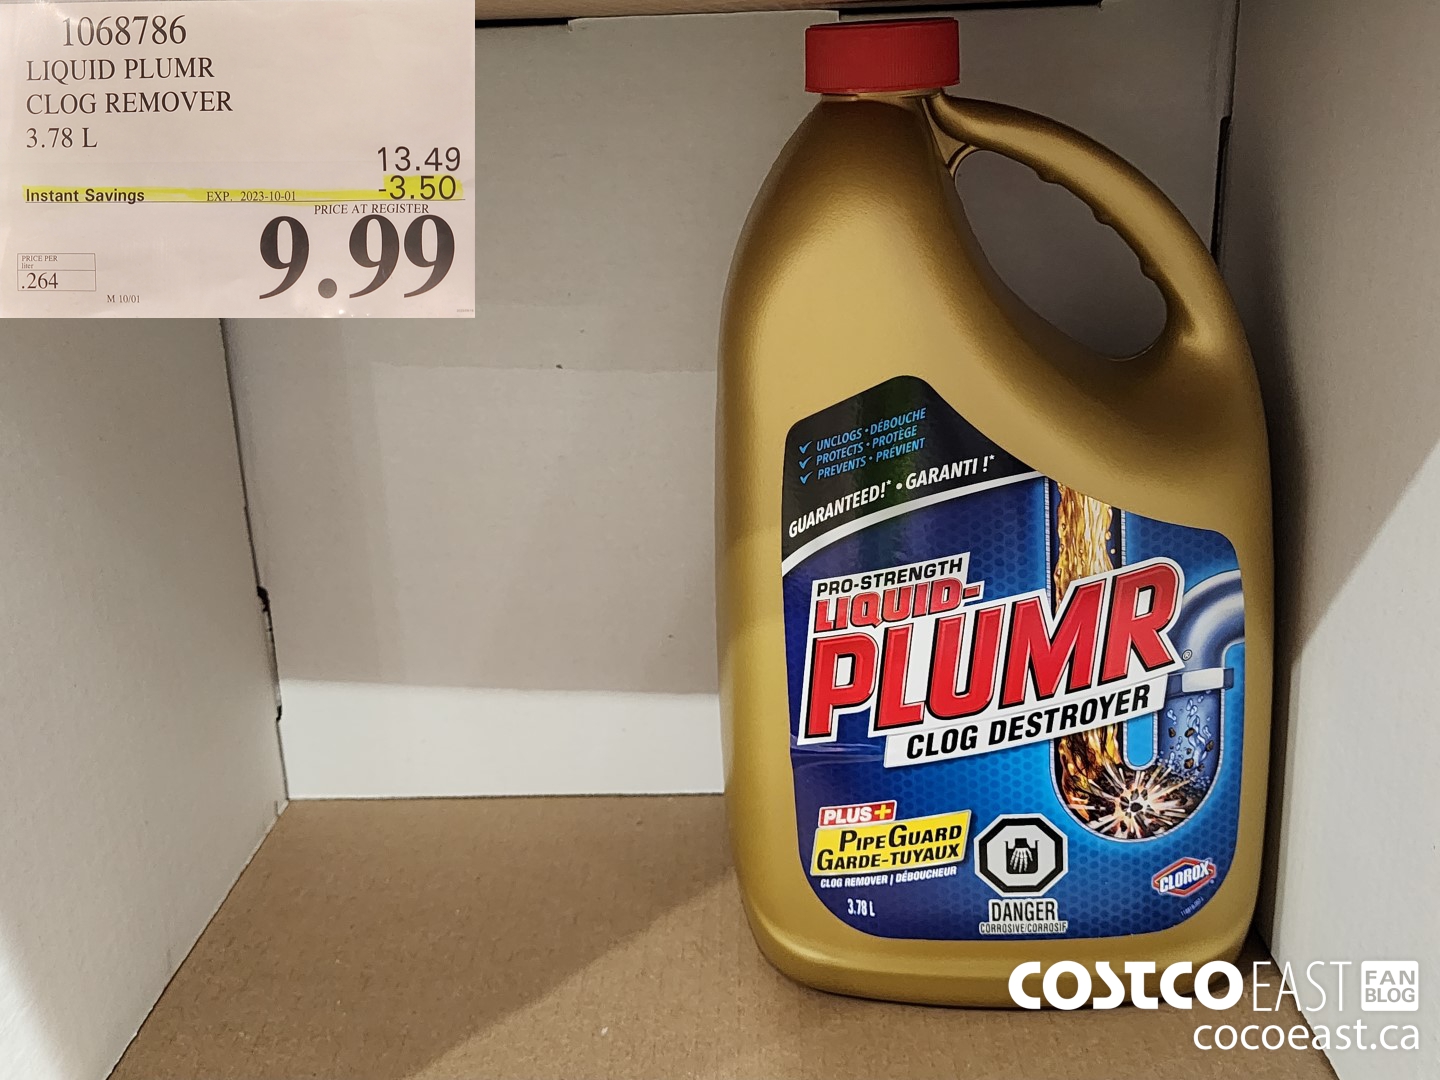 1068786
LIQUID PLUMR
CLOG REMOVER
3.78 L
13.49
Instant Savings EXP. 2023-10-01 -3.50
PRICE AT REGISTER
9.99
PRICE PER
liter
.264
M 10/01
UNCLOGS • DÉBOUCHE
PROTECTS • PROTÈGE
PREVENTS • PRÉVIENT
GUARANTEED!* • GARANTI !*
PRO-STRENGTH
LIQUID-
PLUMR®
CLOG DESTROYER
PLUS+
PIPEGUARD
GARDE-TUYAUX
CLOG REMOVER | DÉBOUCHEUR
3.78 L
DANGER
CORROSIVE/CORROSIF
CLOROX
COSTCO EAST FAN BLOG
cocoeast.ca